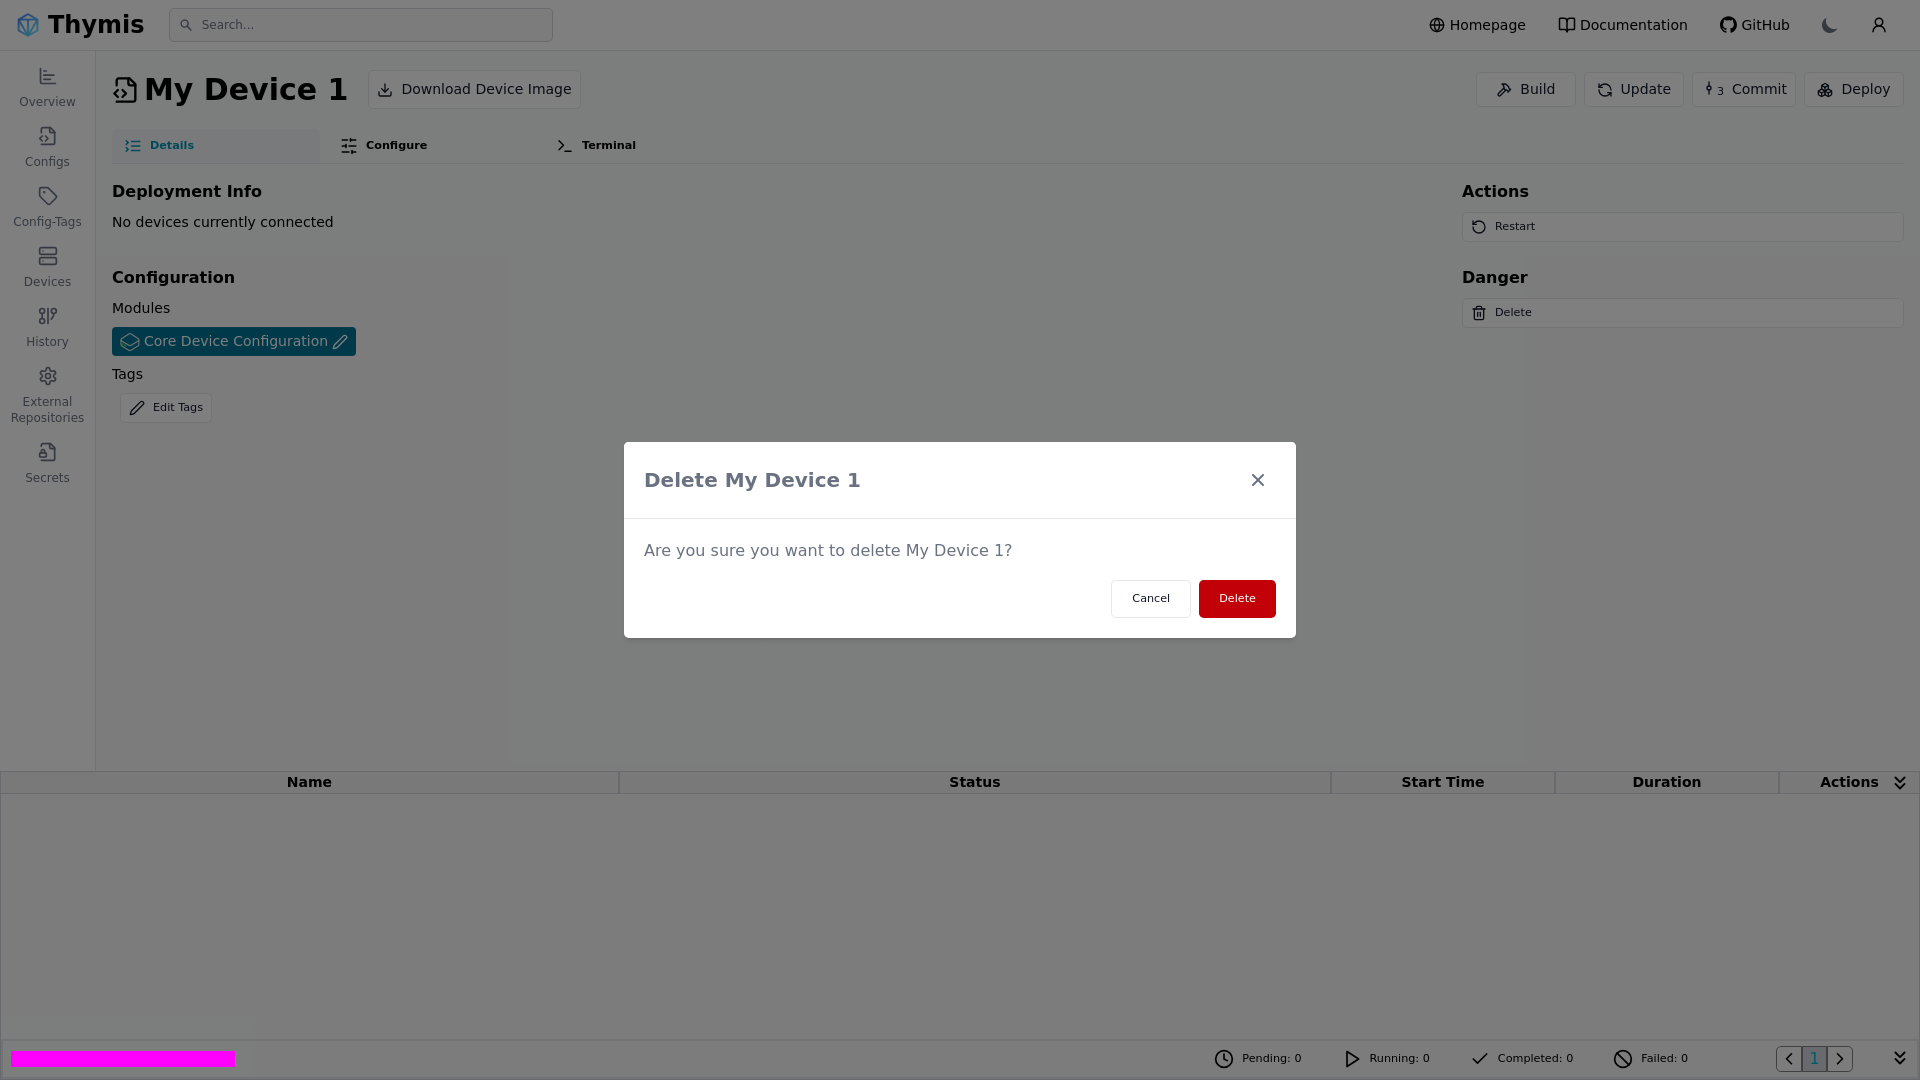 Thymis
Search...
Homepage
Documentation
GitHub
Overview
Configs
Config-Tags
Devices
History
External
Repositories
Secrets
My Device 1
Download Device Image
Build
Update
3 Commit
Deploy
Details
Configure
Terminal
Deployment Info
No devices currently connected
Configuration
Modules
Core Device Configuration
Tags
Edit Tags
Actions
Restart
Danger
Delete
Delete My Device 1
Are you sure you want to delete My Device 1?
Cancel
Delete
Name
Status
Start Time
Duration
Actions
Pending: 0
Running: 0
Completed: 0
Failed: 0
1